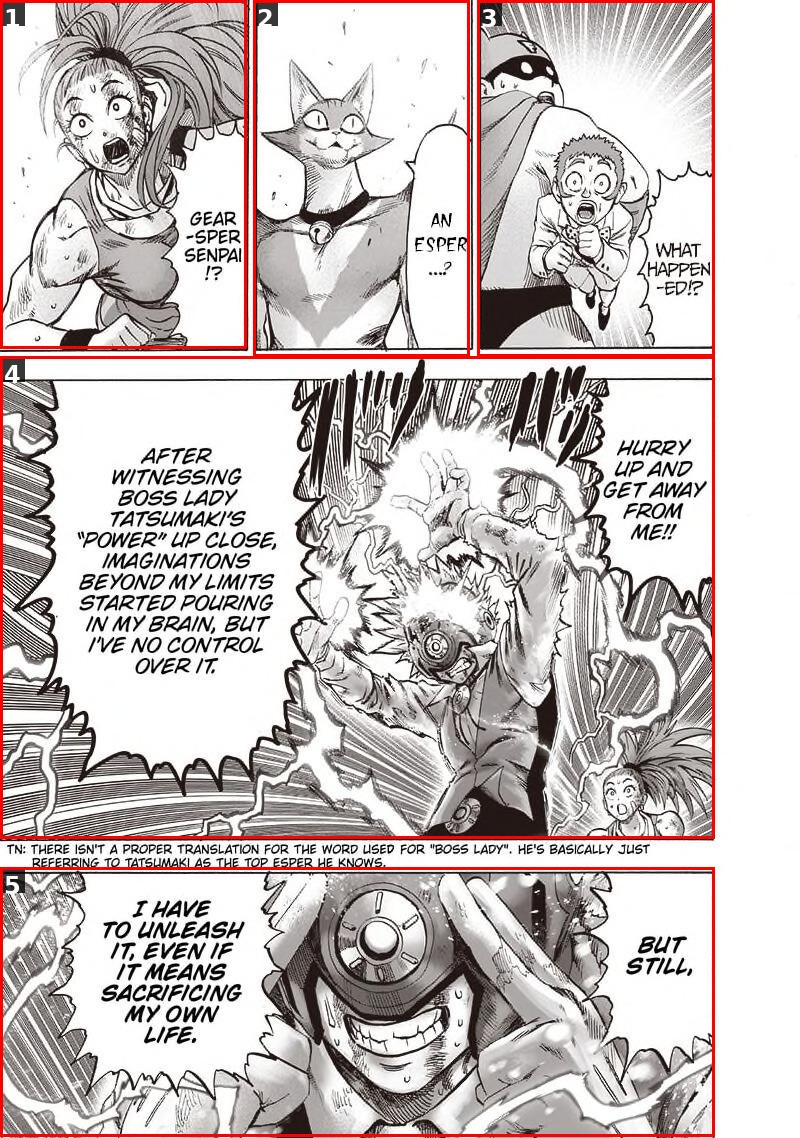 1
GEAR
-SPER
SENPAI
!?
2
AN
ESPER
....?
3
WHAT
HAPPEN
-ED!?
4
HURRY
UP AND
GET AWAY
FROM
ME!!
AFTER
WITNESSING
BOSS LADY
TATSUMAKI'S
"POWER" UP CLOSE,
IMAGINATIONS
BEYOND MY LIMITS
STARTED POURING
IN MY BRAIN, BUT
I'VE NO CONTROL
OVER IT.
TN: THERE ISN'T A PROPER TRANSLATION FOR THE WORD USED FOR "BOSS LADY". HE'S BASICALLY JUST
REFERRING TO TATSUMAKI AS THE TOP ESPER HE KNOWS.
5
BUT
STILL,
I HAVE
TO UNLEASH
IT, EVEN IF
IT MEANS
SACRIFICING
MY OWN
LIFE.